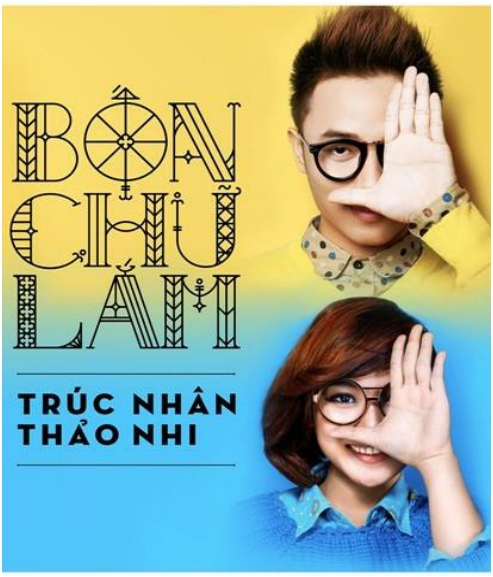 BỐN
CHỮ
LẮM
TRÚC NHÂN
THẢO NHI